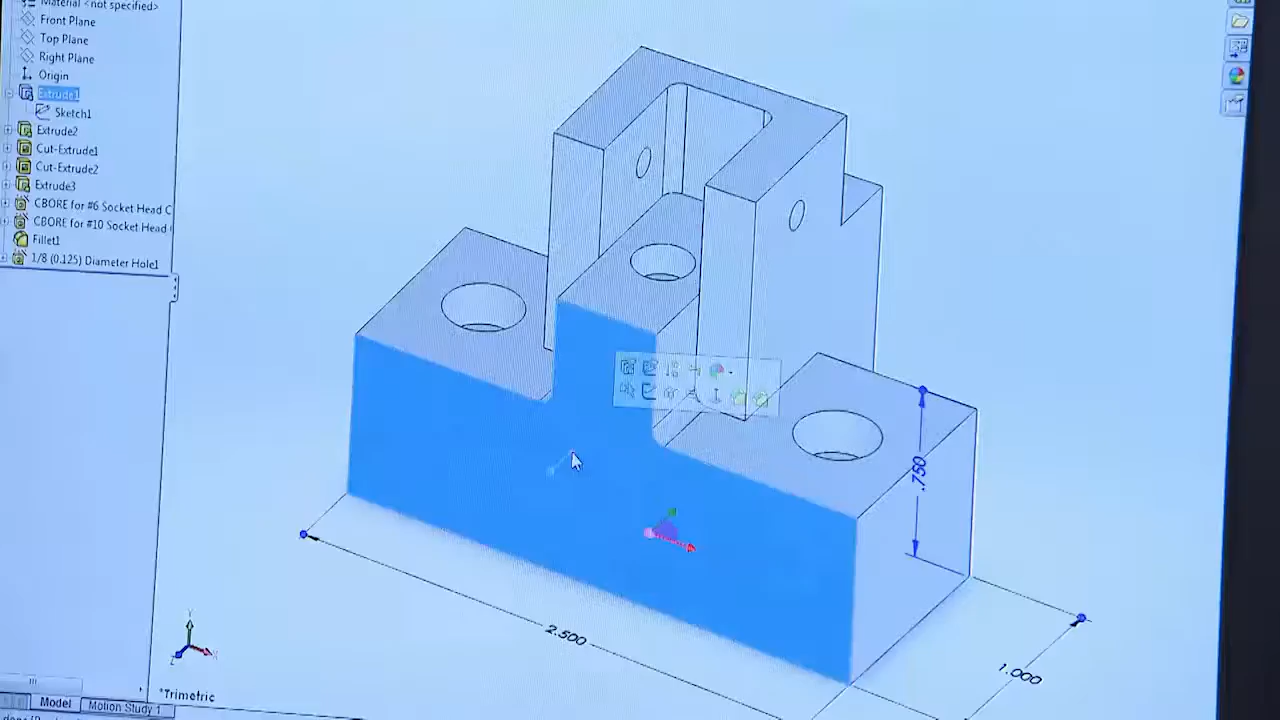 Material <not specified>
Front Plane
Top Plane
Right Plane
Origin
Extrude1
Sketch1
Extrude2
Cut-Extrude1
Cut-Extrude2
Extrude3
CBORE for #6 Socket Head C
CBORE for #10 Socket Head
Fillet1
1/8 (0.125) Diameter Hole1
.750
2.500
1.000
Y
X
Z
*Trimetric
Model
Motion Study 1